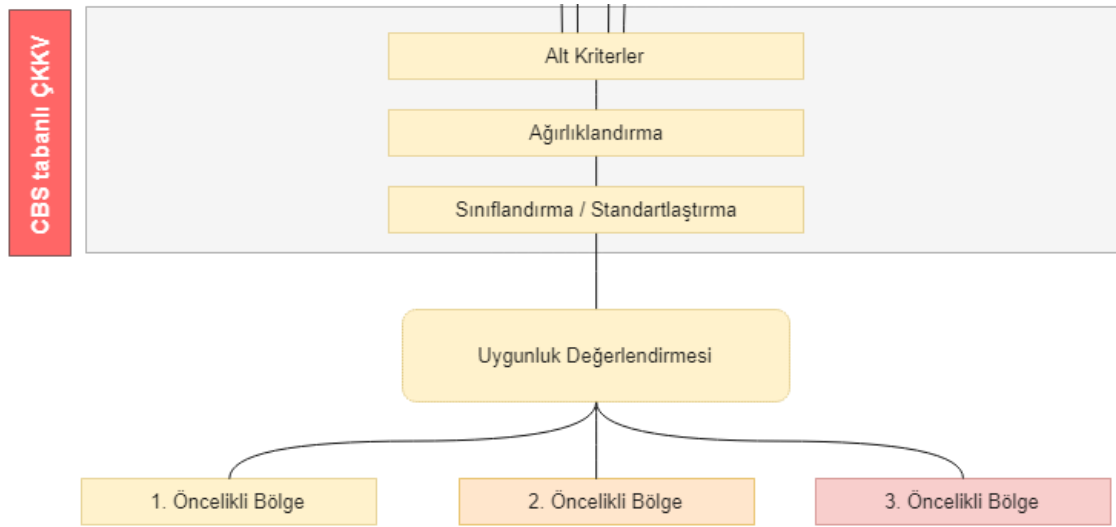 CBS tabanlı ÇKKV
Alt Kriterler
Ağırlıklandırma
Sınıflandırma / Standartlaştırma
Uygunluk Değerlendirmesi
1. Öncelikli Bölge
2. Öncelikli Bölge
3. Öncelikli Bölge